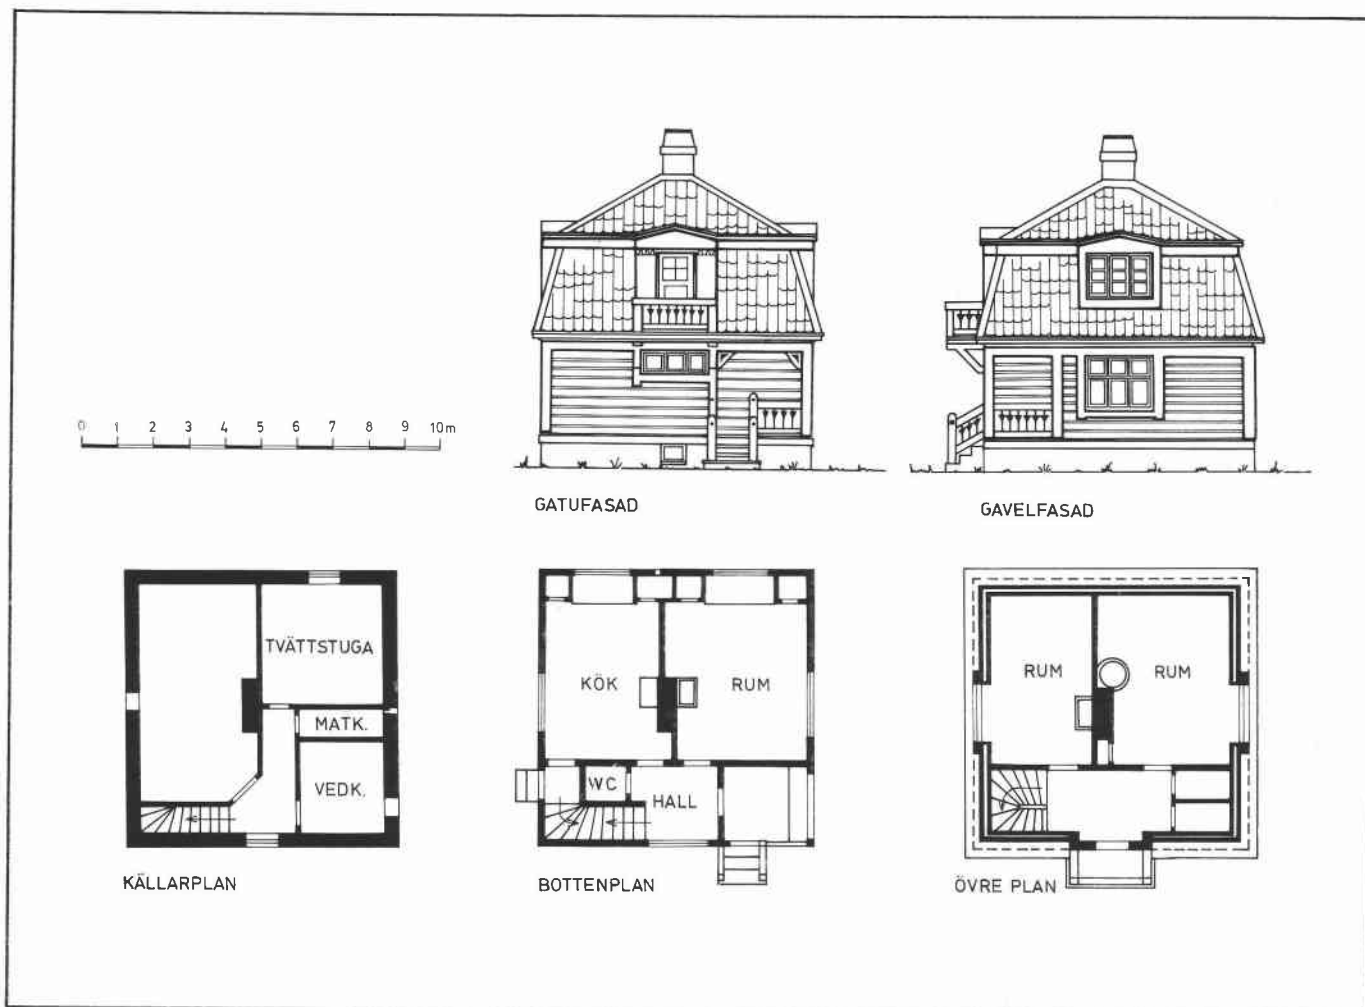 0 1 2 3 4 5 6 7 8 9 10 m
GATUFASAD
GAVELFASAD
TVÄTTSTUGA
MATK.
VEDK.
KÄLLARPLAN
KÖK
RUM
WC
HALL
BOTTENPLAN
RUM
RUM
ÖVRE PLAN